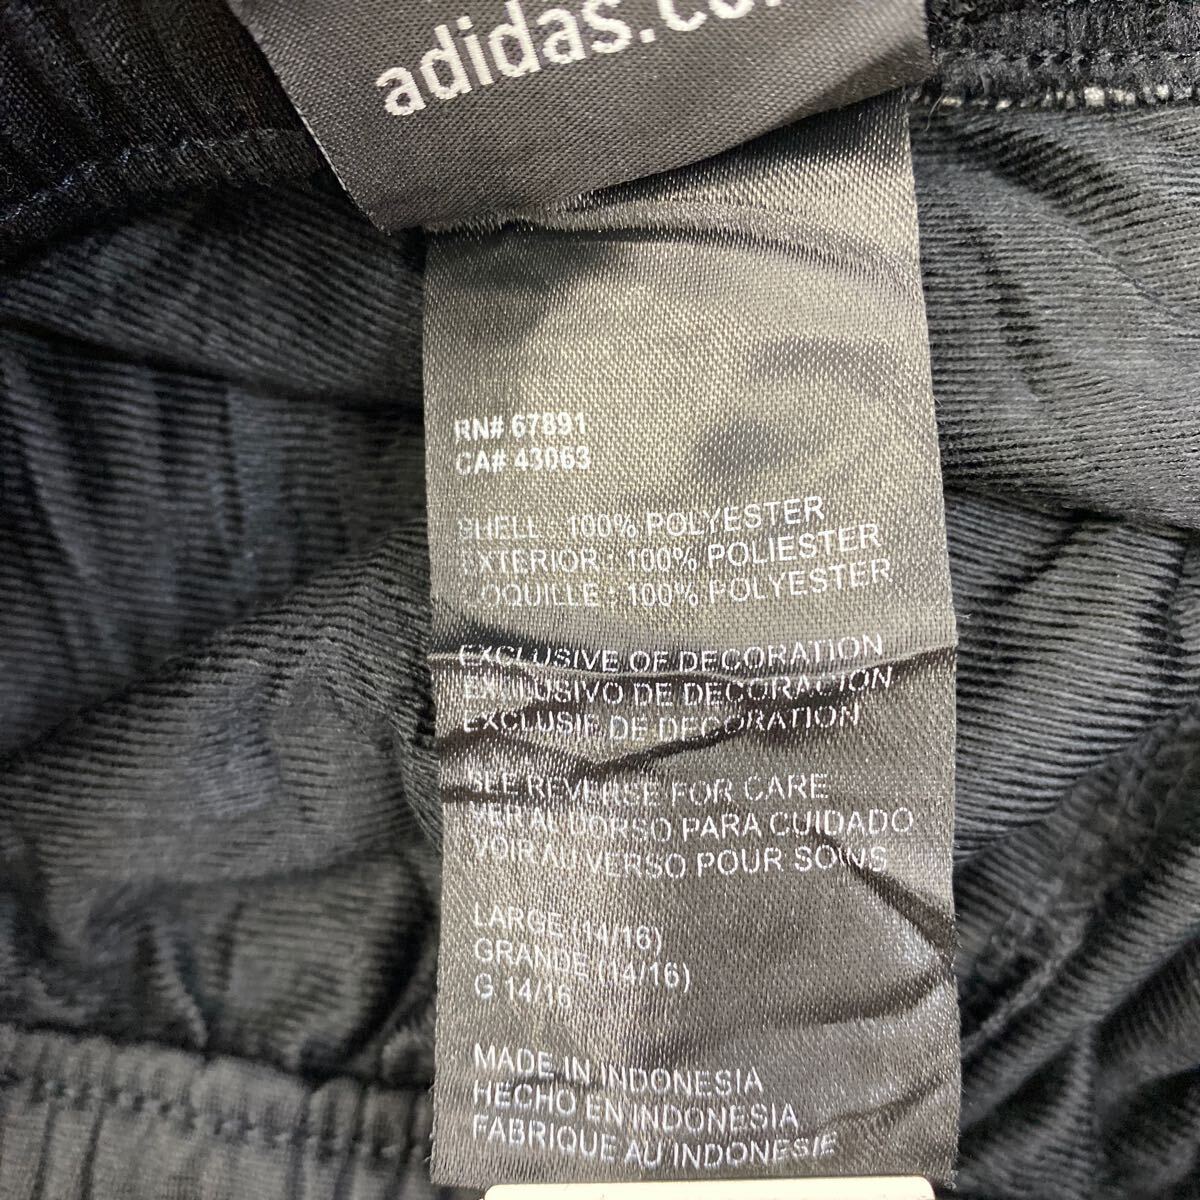 adidas.co
RN# 67891
CA# 43063
SHELL : 100% POLYESTER
EXTERIOR : 100% POLIESTER
COQUILLE : 100% POLYESTER
EXCLUSIVE OF DECORATION
EXCLUSIVO DE DECORACION
EXCLUSIF DE DECORATION
SEE REVERSE FOR CARE
VER AL DORSO PARA CUIDADO
VOIR AU VERSO POUR SOINS
LARGE (14/16)
GRANDE (14/16)
G 14/16
MADE IN INDONESIA
HECHO EN INDONESIA
FABRIQUE AU INDONESIE